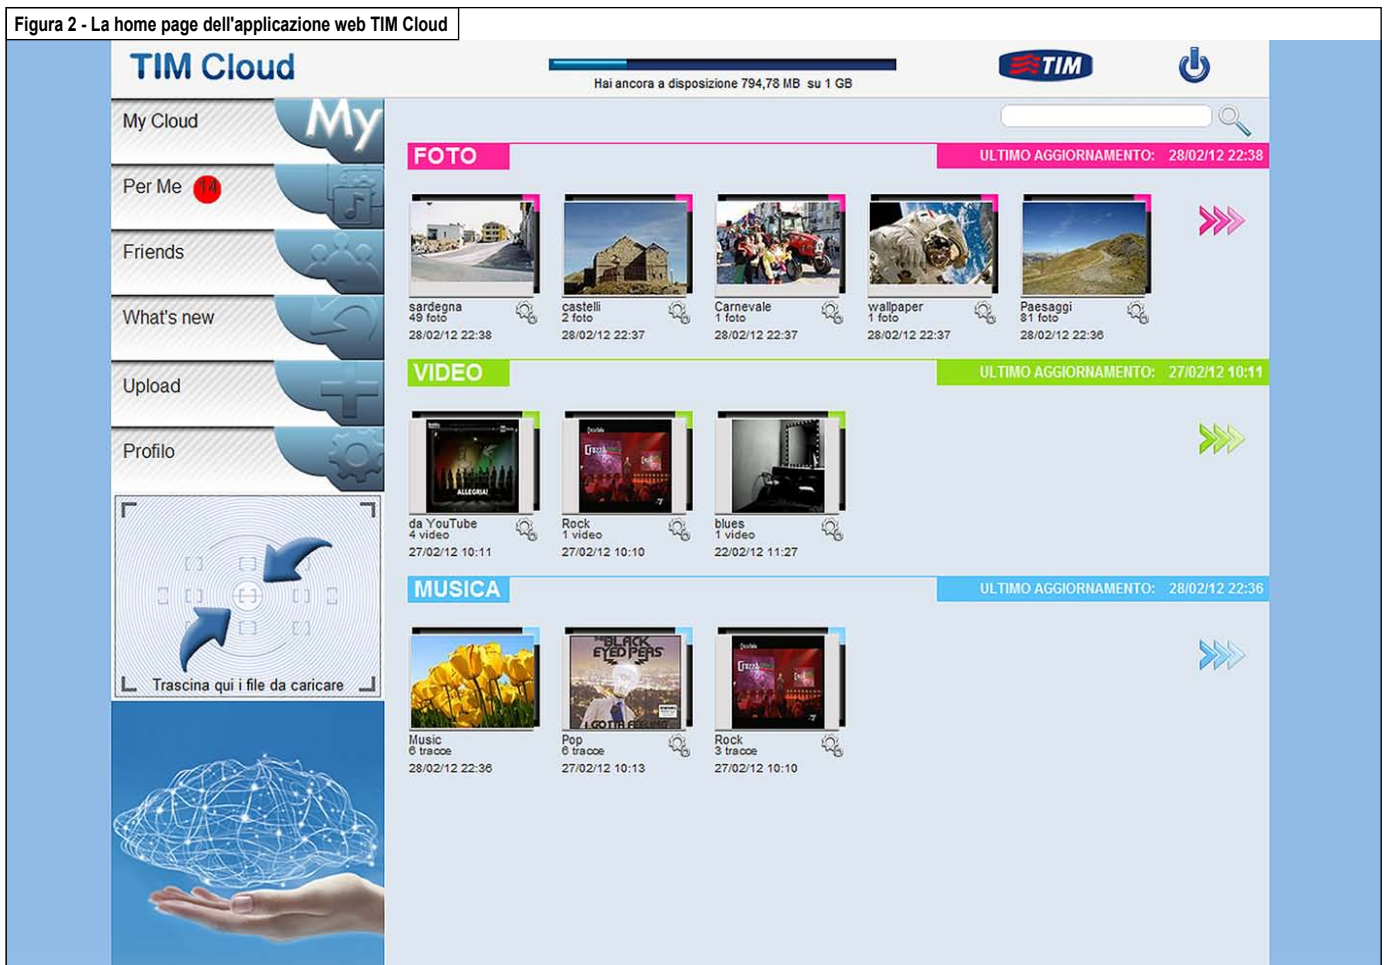 Figura 2 - La home page dell'applicazione web TIM Cloud
TIM Cloud
Hai ancora a disposizione 794,78 MB su 1 GB
TIM
My Cloud
My
Per Me 14
Friends
What's new
Upload
Profilo
Trascina qui i file da caricare
FOTO
ULTIMO AGGIORNAMENTO: 28/02/12 22:38
sardegna
49 foto
28/02/12 22:38
castelli
2 foto
28/02/12 22:37
Carnevale
1 foto
28/02/12 22:37
wallpaper
1 foto
28/02/12 22:37
Paesaggi
81 foto
28/02/12 22:36
VIDEO
ULTIMO AGGIORNAMENTO: 27/02/12 10:11
ALLEGRIA!
da YouTube
4 video
27/02/12 10:11
Rock
1 video
27/02/12 10:10
blues
1 video
22/02/12 11:27
MUSICA
ULTIMO AGGIORNAMENTO: 28/02/12 22:36
Music
6 tracce
28/02/12 22:36
THE BLACK
EYED PEAS
I GOTTA FEELING
Pop
6 tracce
27/02/12 10:13
Rock
3 tracce
27/02/12 10:10